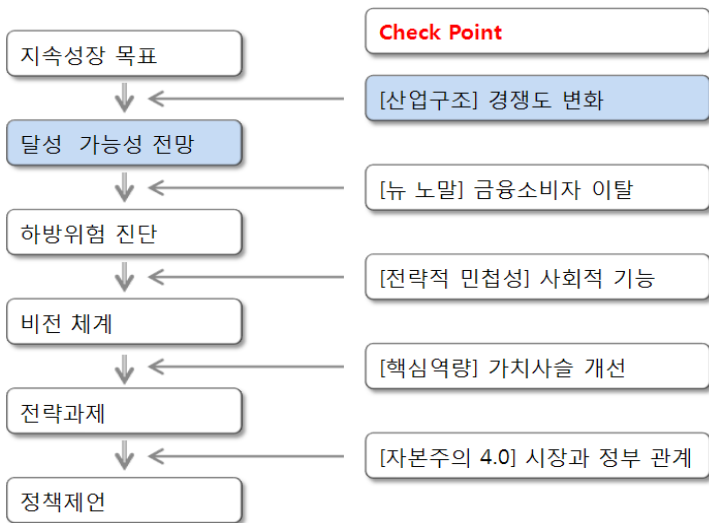 지속성장 목표
달성 가능성 전망
하방위험 진단
비전 체계
전략과제
정책제언
Check Point
[산업구조] 경쟁도 변화
[뉴 노말] 금융소비자 이탈
[전략적 민첩성] 사회적 기능
[핵심역량] 가치사슬 개선
[자본주의 4.0] 시장과 정부 관계